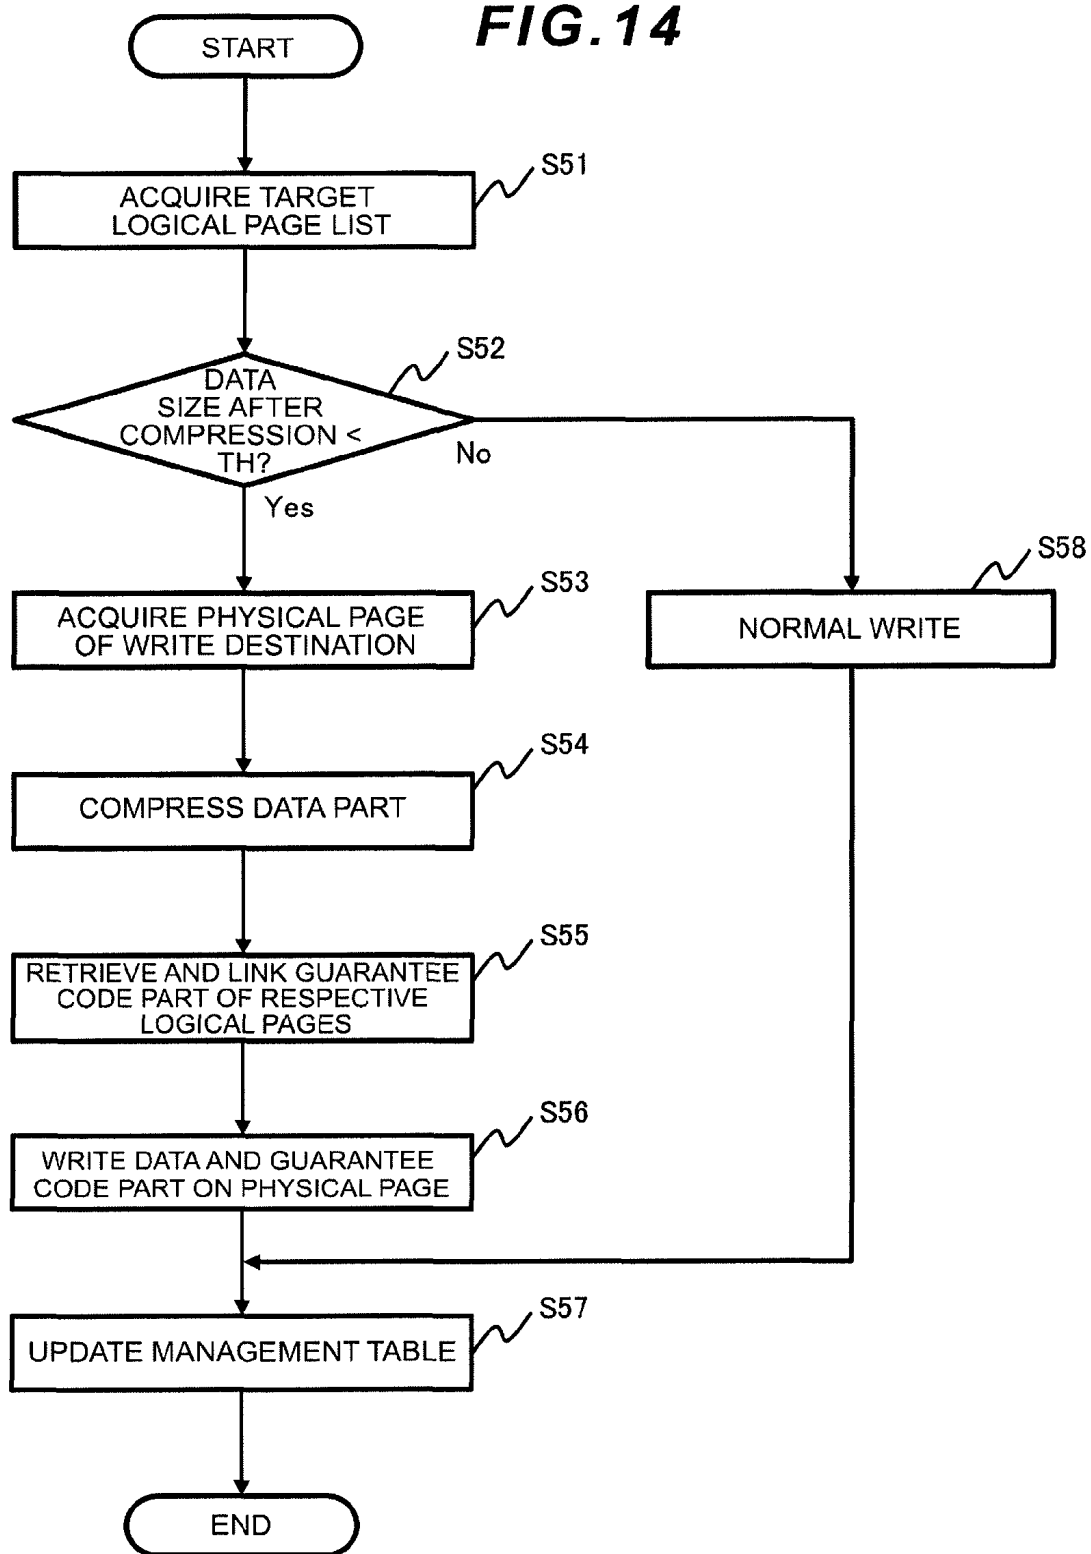 FIG.14
START
S51
ACQUIRE TARGET
LOGICAL PAGE LIST
S52
DATA
SIZE AFTER
COMPRESSION <
TH?
No
Yes
S53
ACQUIRE PHYSICAL PAGE
OF WRITE DESTINATION
S58
NORMAL WRITE
S54
COMPRESS DATA PART
S55
RETRIEVE AND LINK GUARANTEE
CODE PART OF RESPECTIVE
LOGICAL PAGES
S56
WRITE DATA AND GUARANTEE
CODE PART ON PHYSICAL PAGE
S57
UPDATE MANAGEMENT TABLE
END